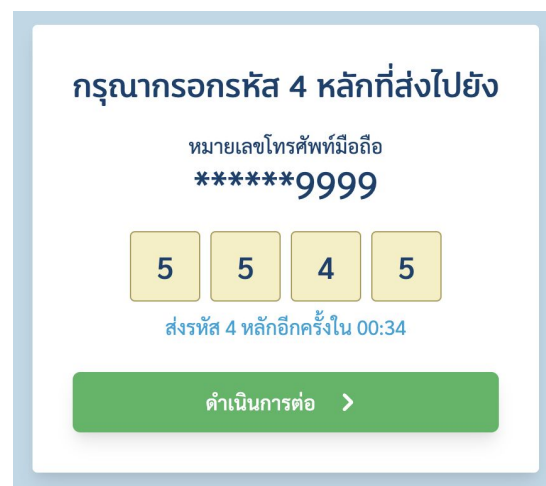 กรุณากรอกรหัส 4 หลักที่ส่งไปยัง
หมายเลขโทรศัพท์มือถือ
******9999
5 5 4 5
ส่งรหัส 4 หลักอีกครั้งใน 00:34
ดำเนินการต่อ